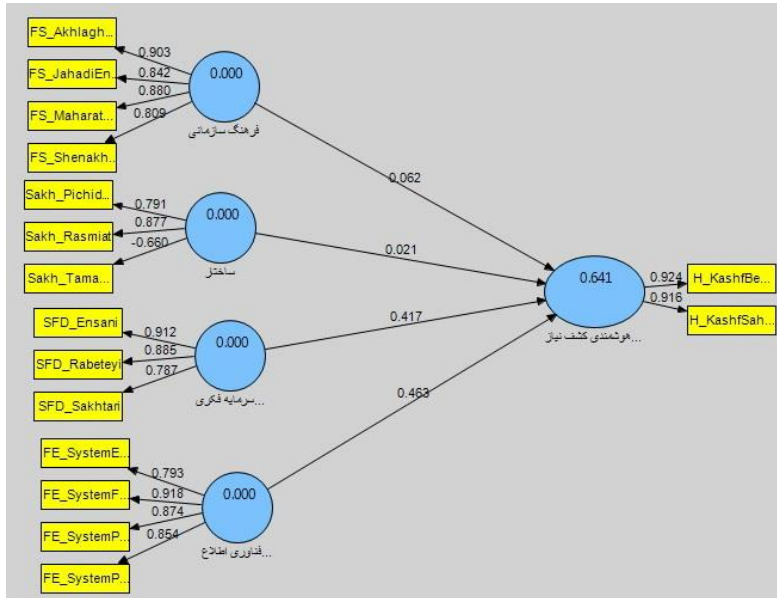 FS_Akhlagh...
0.903
FS_JahadiEn...
0.842
FS_Maharat...
0.880
FS_Shenakh...
0.809
0.000
فرهنگ سازمانی
0.062
Sakh_Pichid...
0.791
Sakh_Rasmiat
0.877
Sakh_Tama...
-0.660
0.000
ساختار
0.021
SFD_Ensani
0.912
SFD_Rabeteyi
0.885
SFD_Sakhtari
0.787
0.000
سرمایه فکری...
0.417
FE_SystemE...
0.793
FE_SystemF...
0.918
FE_SystemP...
0.874
FE_SystemP...
0.854
0.000
فناوری اطلاع...
0.463
0.641
هوشمندی کشف نیاز...
0.924
H_KashfBe...
0.916
H_KashfSah...